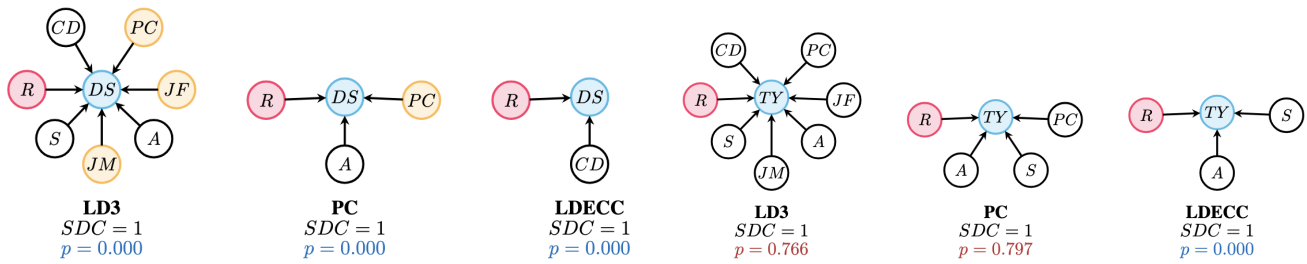 CD
PC
R
DS
JF
S
JM
A
LD3
SDC = 1
p = 0.000
R
DS
PC
A
PC
SDC = 1
p = 0.000
R
DS
CD
LDECC
SDC = 1
p = 0.000
CD
PC
R
TY
JF
S
A
JM
LD3
SDC = 1
p = 0.766
R
TY
PC
A
S
PC
SDC = 1
p = 0.797
R
TY
S
A
LDECC
SDC = 1
p = 0.000